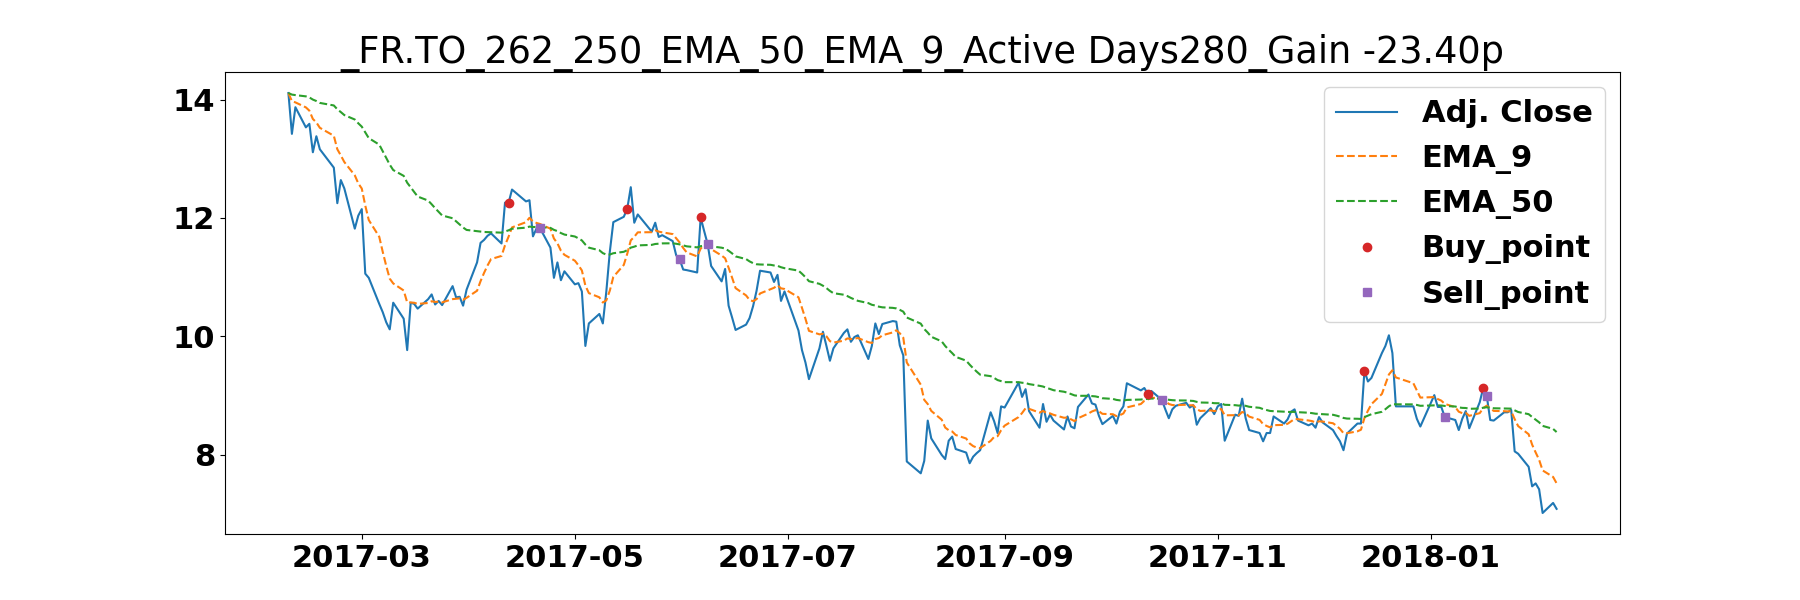 _FR.TO_262_250_EMA_50_EMA_9_Active Days280_Gain -23.40p
14
12
10
8
Adj. Close
EMA_9
EMA_50
Buy_point
Sell_point
2017-03 2017-05 2017-07 2017-09 2017-11 2018-01